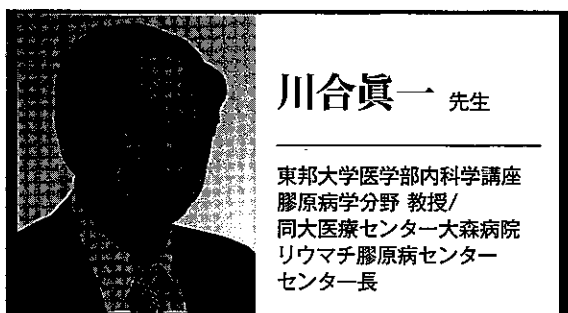 川合眞一 先生
東邦大学医学部内科学講座
膠原病学分野 教授/
同大医療センター大森病院
リウマチ膠原病センター
センター長